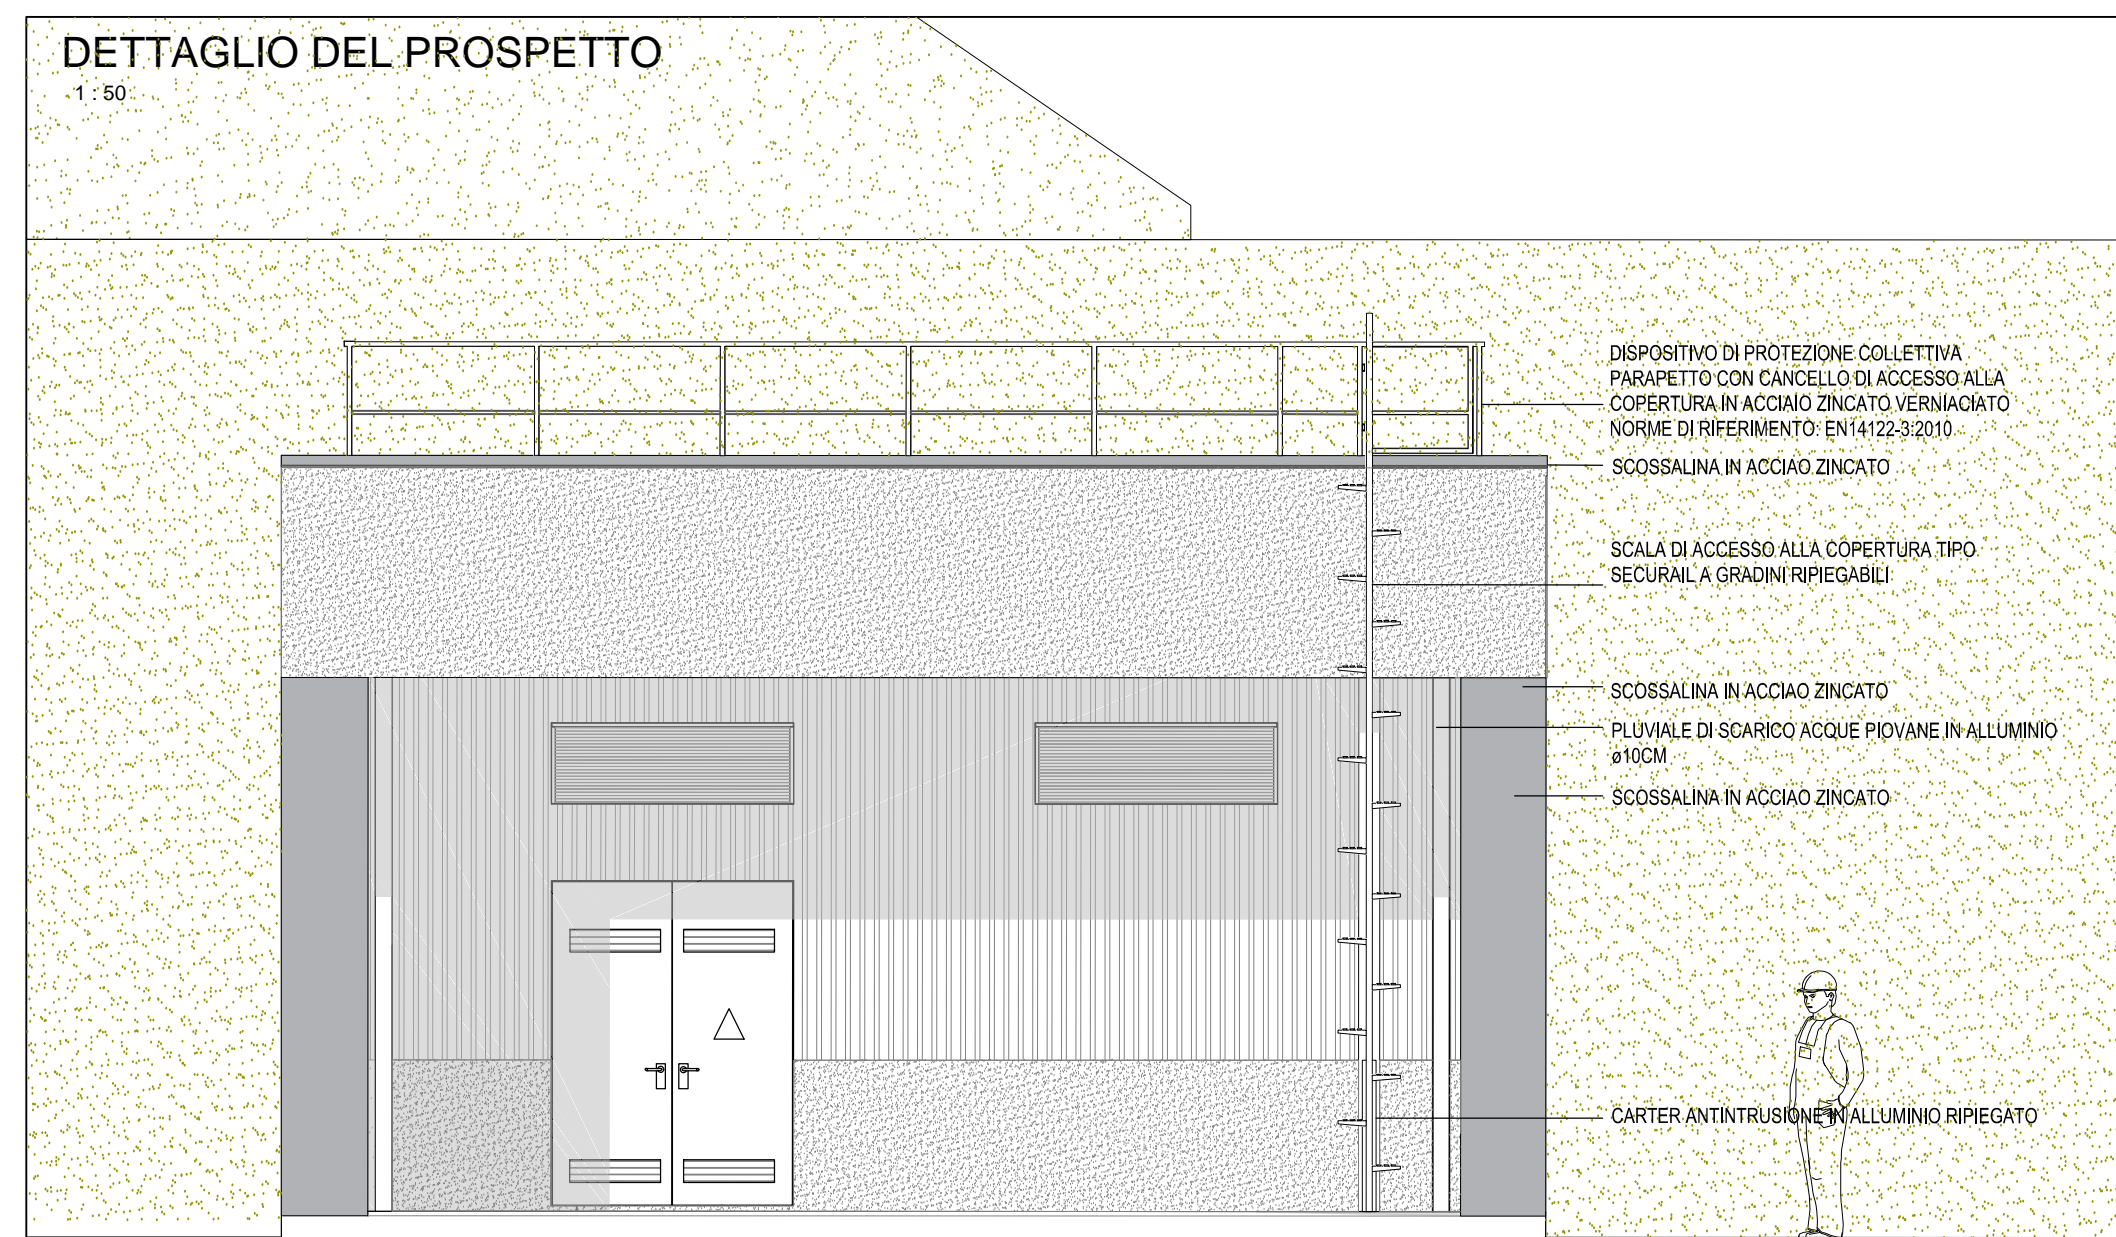 DETTAGLIO DEL PROSPETTO
1 : 50
DISPOSITIVO DI PROTEZIONE COLLETTIVA
PARAPETTO CON CANCELLO DI ACCESSO ALLA
COPERTURA IN ACCIAIO ZINCATO VERNIACIATO
NORME DI RIFERIMENTO: EN14122-3:2010
SCOSSALINA IN ACCIAO ZINCATO
SCALA DI ACCESSO ALLA COPERTURA TIPO
SECURAIL A GRADINI RIPIEGABILI
SCOSSALINA IN ACCIAO ZINCATO
PLUVIALE DI SCARICO ACQUE PIOVANE IN ALLUMINIO
ø10CM
SCOSSALINA IN ACCIAO ZINCATO
CARTER ANTINTRUSIONE IN ALLUMINIO RIPIEGATO